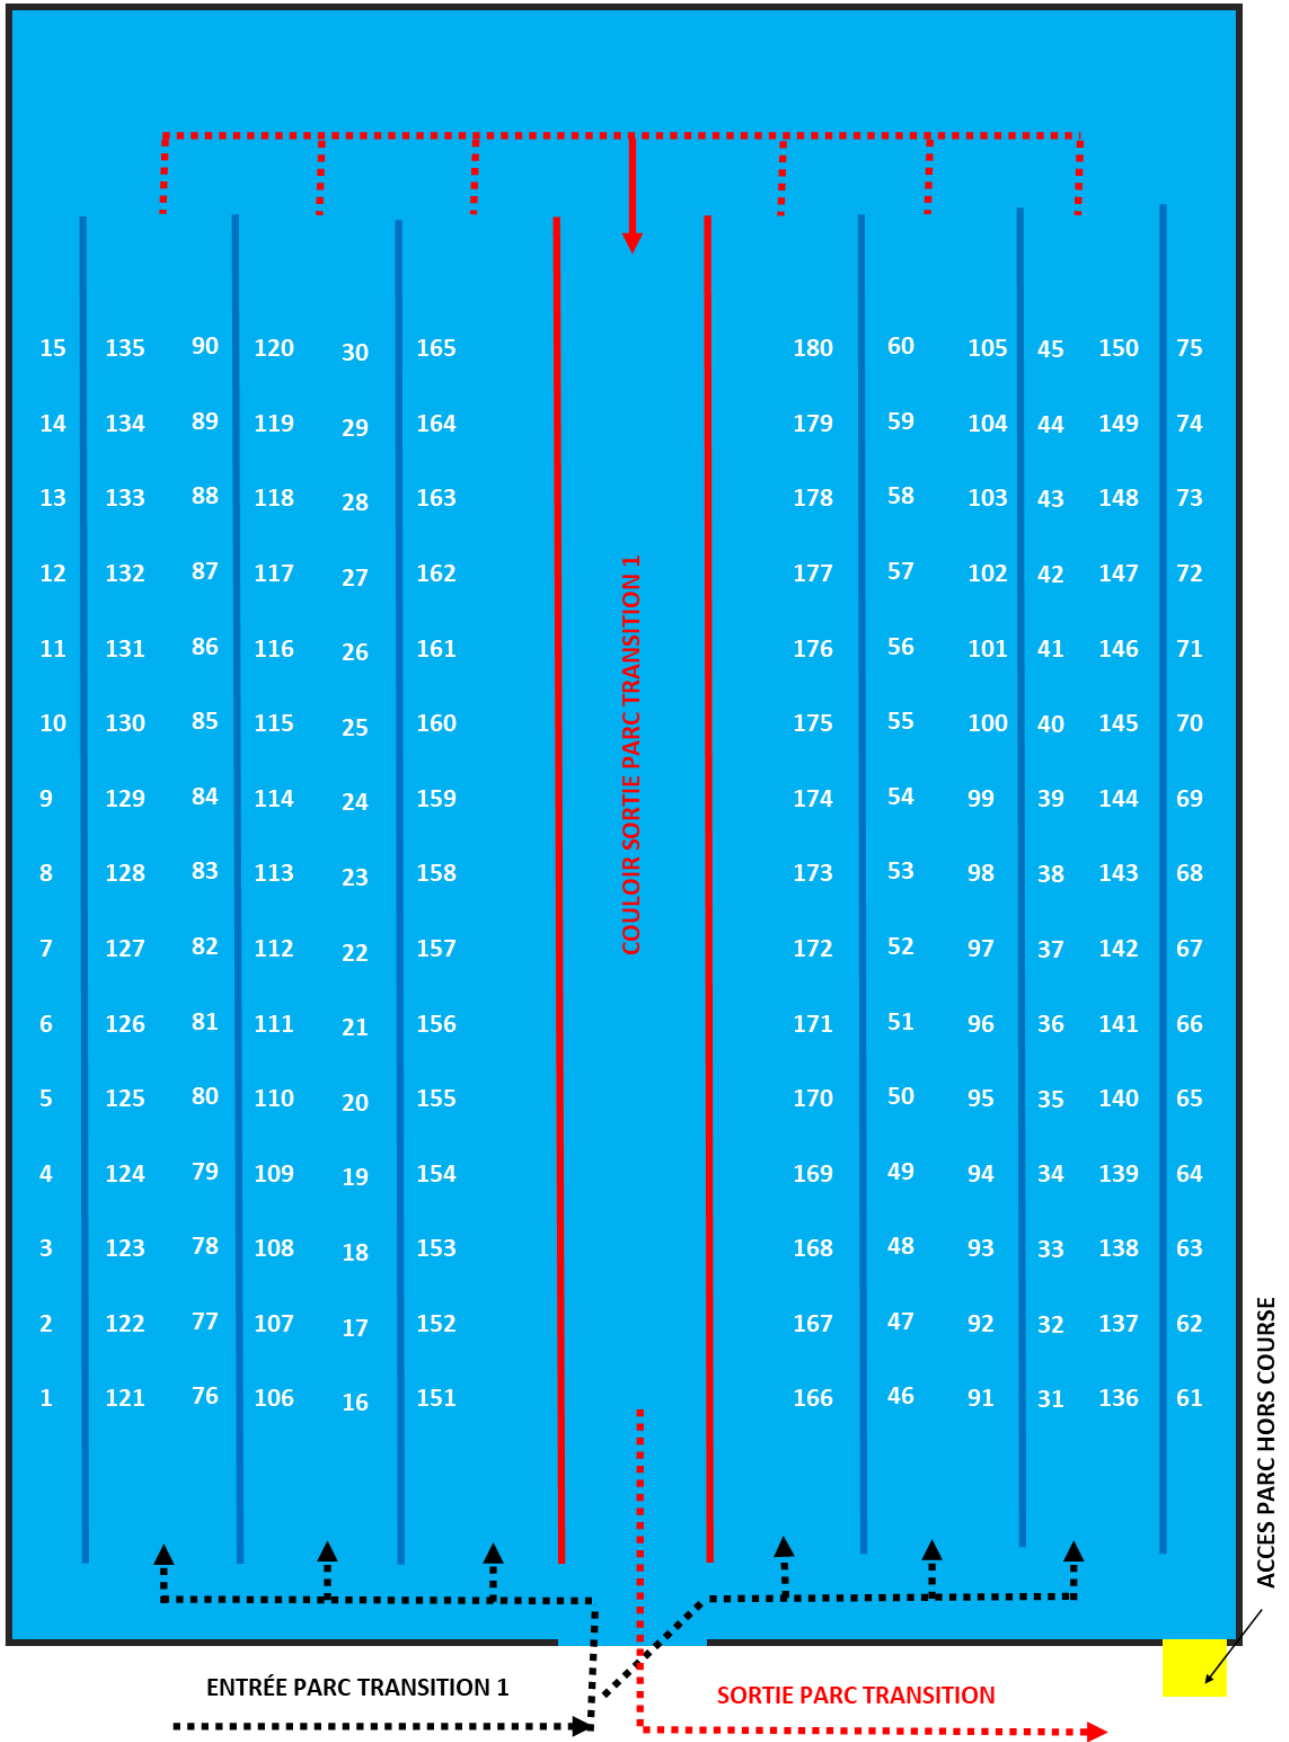 15 135 90 120 30 165 180 60 105 45 150 75
14 134 89 119 29 164 179 59 104 44 149 74
13 133 88 118 28 163 178 58 103 43 148 73
12 132 87 117 27 162 177 57 102 42 147 72
11 131 86 116 26 161 176 56 101 41 146 71
10 130 85 115 25 160 175 55 100 40 145 70
9 129 84 114 24 159 174 54 99 39 144 69
8 128 83 113 23 158 173 53 98 38 143 68
7 127 82 112 22 157 172 52 97 37 142 67
6 126 81 111 21 156 171 51 96 36 141 66
5 125 80 110 20 155 170 50 95 35 140 65
4 124 79 109 19 154 169 49 94 34 139 64
3 123 78 108 18 153 168 48 93 33 138 63
2 122 77 107 17 152 167 47 92 32 137 62
1 121 76 106 16 151 166 46 91 31 136 61
COULOIR SORTIE PARC TRANSITION 1
ACCES PARC HORS COURSE
ENTRÉE PARC TRANSITION 1
SORTIE PARC TRANSITION